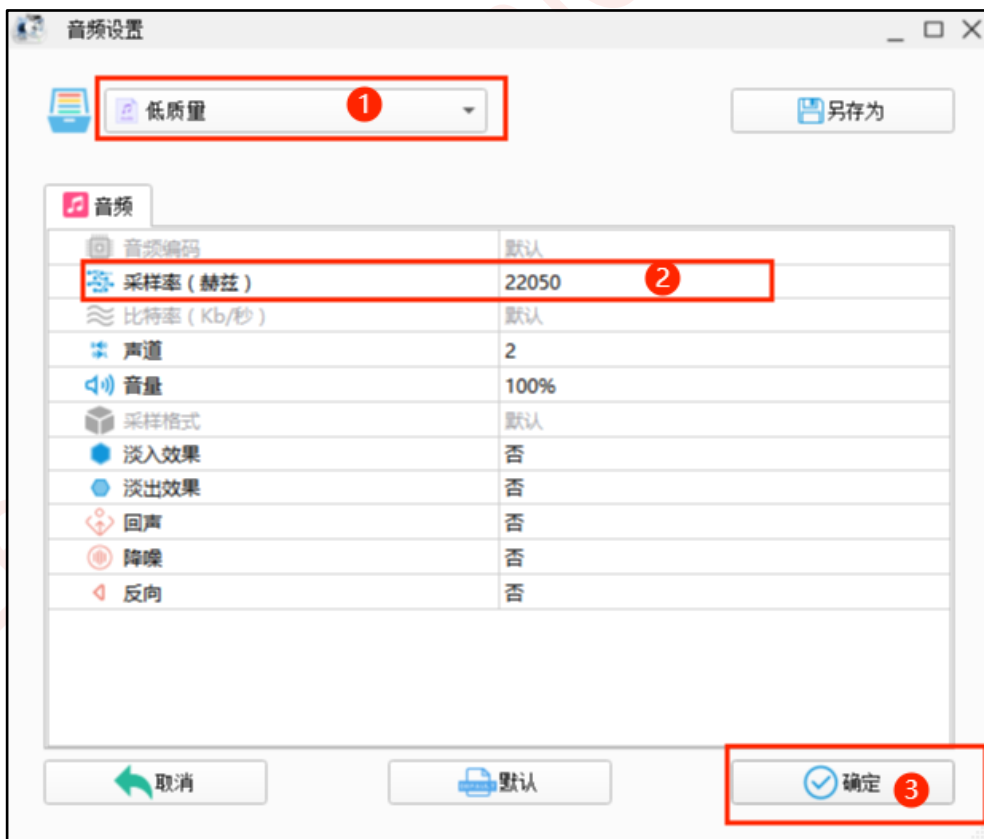 音频设置
低质量 1
另存为
音频
音频编码 默认
采样率(赫兹) 22050 2
比特率(Kb/秒) 默认
声道 2
音量 100%
采样格式 默认
淡入效果 否
淡出效果 否
回声 否
降噪 否
反向 否
取消 默认 确定 3